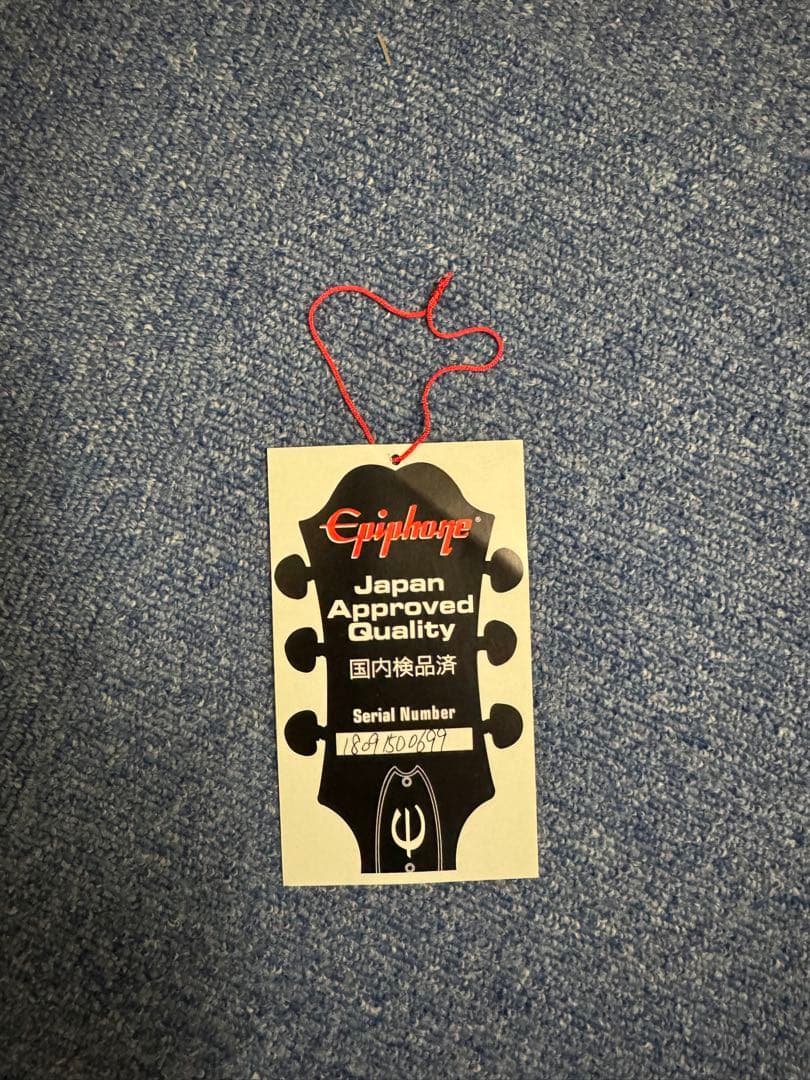 Epiphone®
Japan
Approved
Quality
国内検品済
Serial Number
18091500699